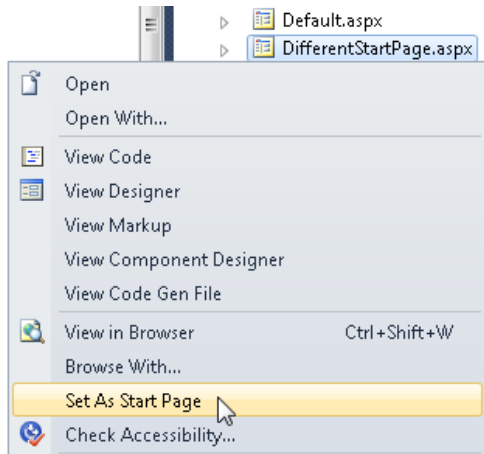 Default.aspx
DifferentStartPage.aspx
Open
Open With...
View Code
View Designer
View Markup
View Component Designer
View Code Gen File
View in Browser Ctrl+Shift+W
Browse With...
Set As Start Page
Check Accessibility...